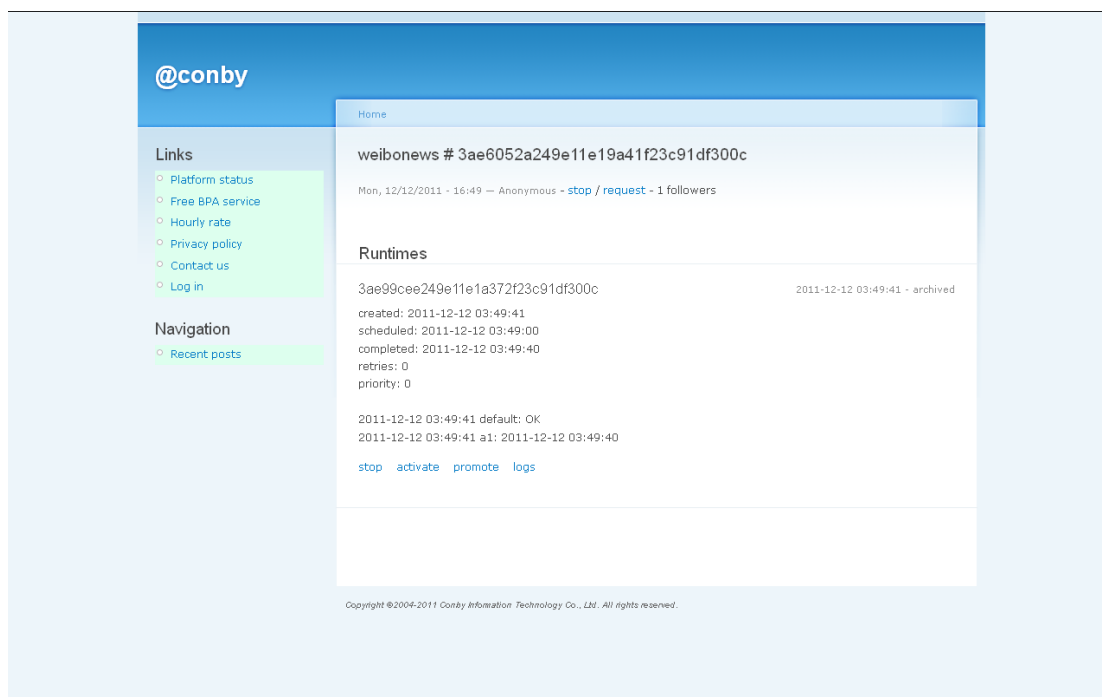 @conby
Home
Links
Platform status
Free BPA service
Hourly rate
Privacy policy
Contact us
Log in
Navigation
Recent posts
weibonews # 3ae6052a249e11e19a41f23c91df300c
Mon, 12/12/2011 - 16:49 — Anonymous - stop / request - 1 followers
Runtimes
3ae99cee249e11e1a372f23c91df300c 2011-12-12 03:49:41 - archived
created: 2011-12-12 03:49:41
scheduled: 2011-12-12 03:49:00
completed: 2011-12-12 03:49:40
retries: 0
priority: 0
2011-12-12 03:49:41 default: OK
2011-12-12 03:49:41 a1: 2011-12-12 03:49:40
stop activate promote logs
Copyright ©2004-2011 Conby Information Technology Co., Ltd. All rights reserved.